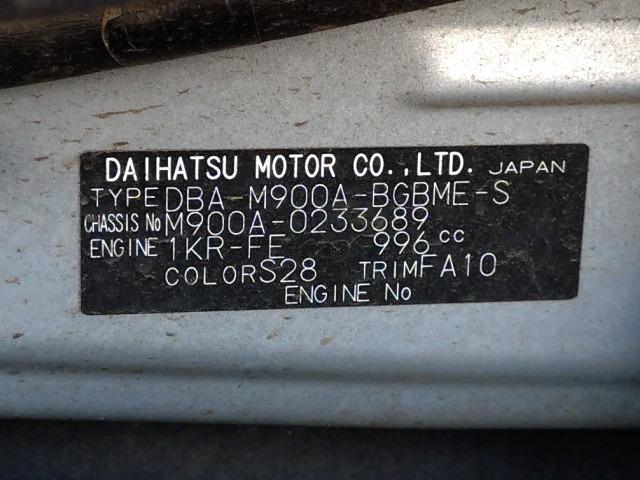 DAIHATSU MOTOR CO.,LTD. JAPAN
TYPE DBA-M900A-BGBME-S
CHASSIS No M900A-0233689
ENGINE 1KR-FE 996 cc
COLOR S28 TRIM FA10
ENGINE No